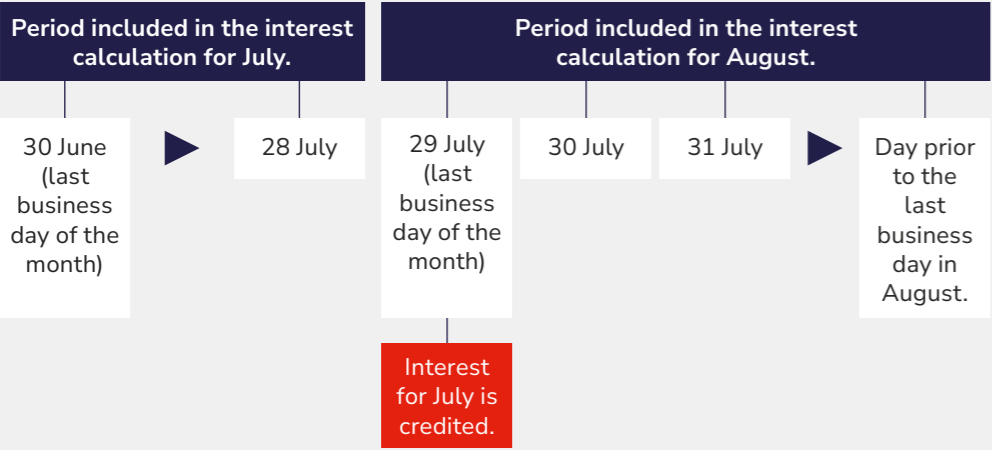 Period included in the interest
calculation for July.
Period included in the interest
calculation for August.
30 June
(last
business
day of the
month)
28 July
29 July
(last
business
day of the
month)
30 July
31 July
Day prior
to the
last
business
day in
August.
Interest
for July is
credited.